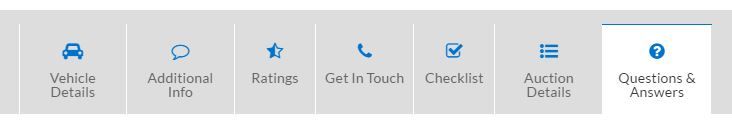 Vehicle
Details
Additional
Info
Ratings
Get In Touch
Checklist
Auction
Details
Questions &
Answers